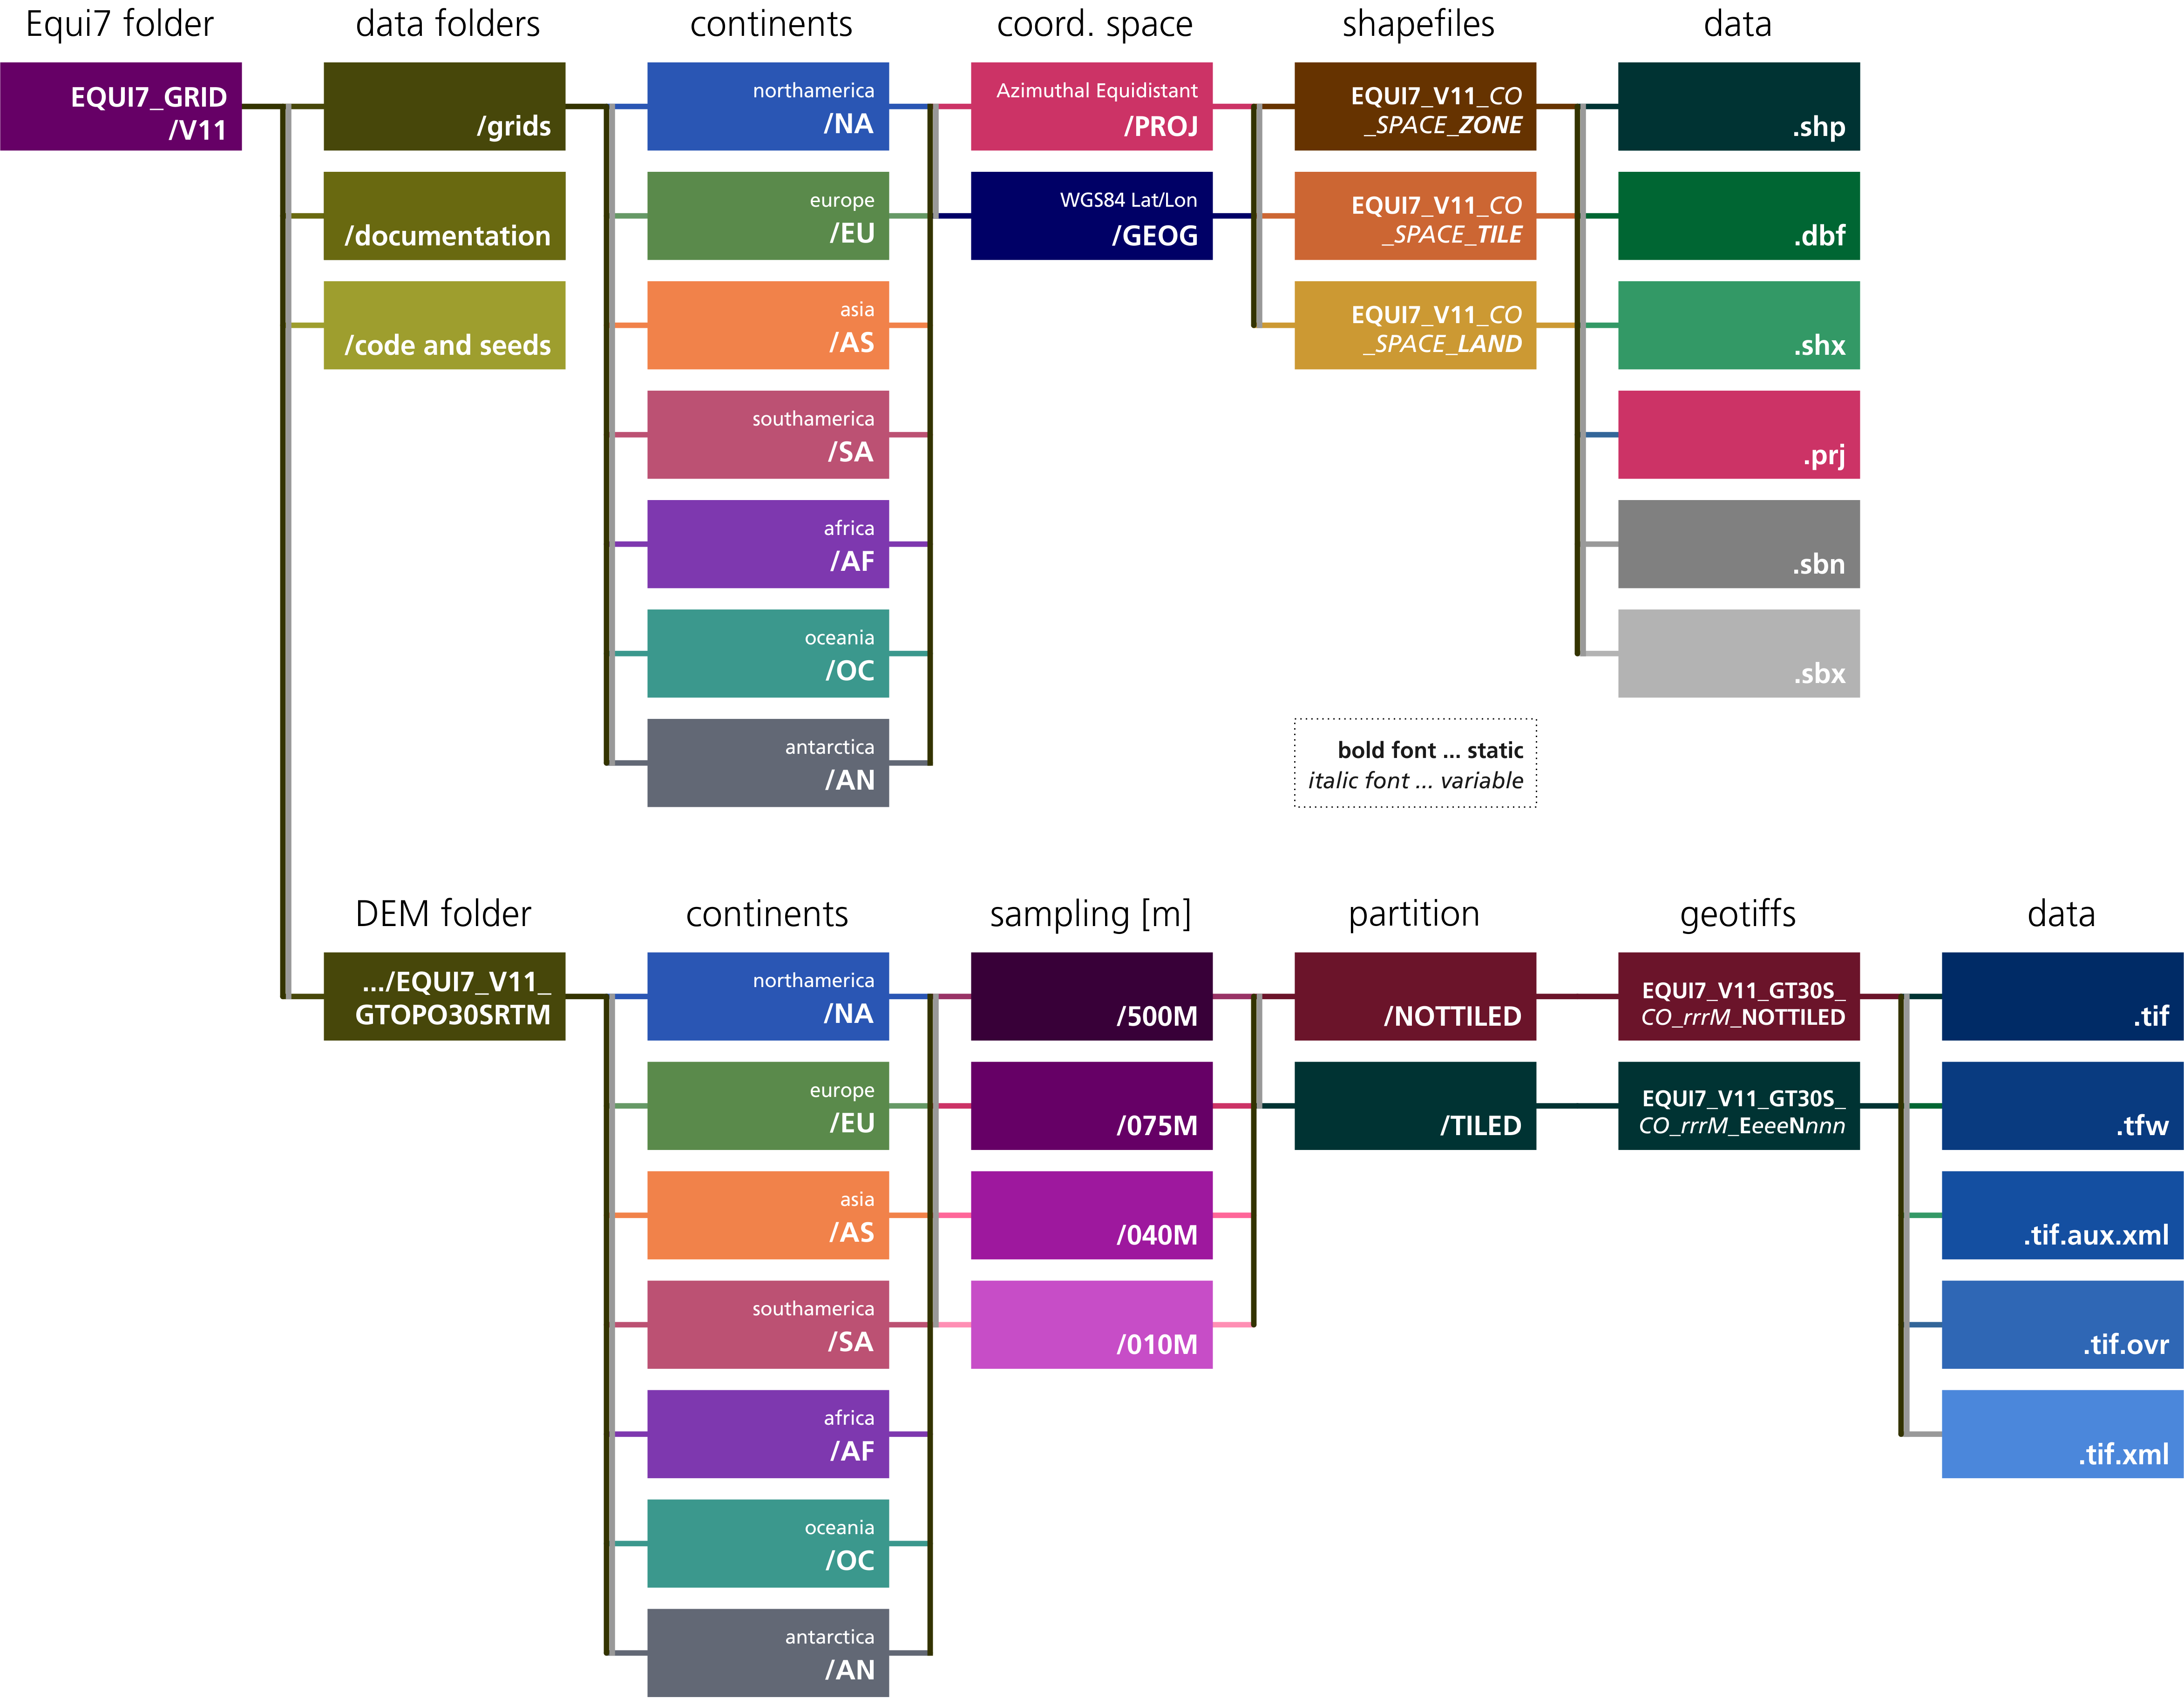 Equi7 folder
data folders
continents
coord. space
shapefiles
data
EQUI7_GRID
/V11
/grids
/documentation
/code and seeds
northamerica
/NA
europe
/EU
asia
/AS
southamerica
/SA
africa
/AF
oceania
/OC
antarctica
/AN
Azimuthal Equidistant
/PROJ
WGS84 Lat/Lon
/GEOG
EQUI7_V11_CO
_SPACE_ZONE
EQUI7_V11_CO
_SPACE_TILE
EQUI7_V11_CO
_SPACE_LAND
.shp
.dbf
.shx
.prj
.sbn
.sbx
bold font ... static
italic font ... variable
DEM folder
continents
sampling [m]
partition
geotiffs
data
.../EQUI7_V11_
GTOPO30SRTM
northamerica
/NA
europe
/EU
asia
/AS
southamerica
/SA
africa
/AF
oceania
/OC
antarctica
/AN
/500M
/075M
/040M
/010M
/NOTTILED
/TILED
EQUI7_V11_GT30S_
CO_rrrM_NOTTILED
EQUI7_V11_GT30S_
CO_rrrM_EeeeNnnn
.tif
.tfw
.tif.aux.xml
.tif.ovr
.tif.xml